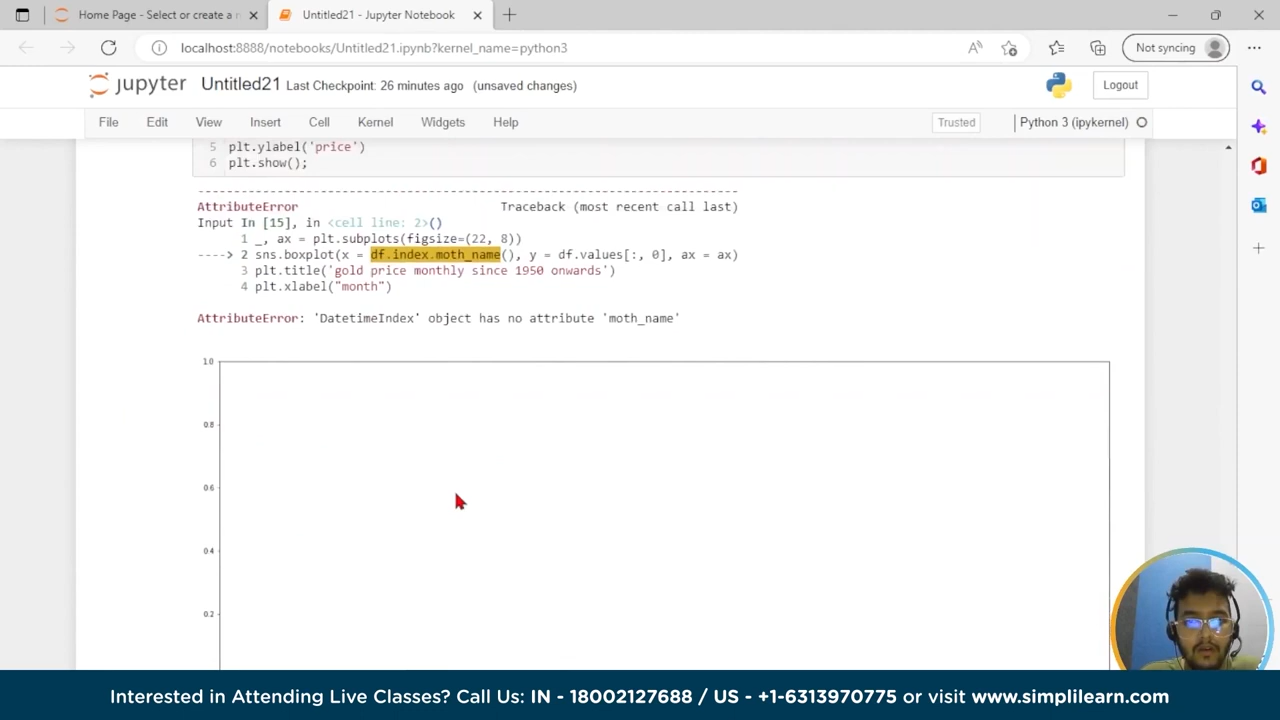 Home Page - Select or create a n
Untitled21 - Jupyter Notebook
localhost:8888/notebooks/Untitled21.ipynb?kernel_name=python3
Not syncing
jupyter Untitled21 Last Checkpoint: 26 minutes ago (unsaved changes)
Logout
File Edit View Insert Cell Kernel Widgets Help
Trusted
Python 3 (ipykernel)
5 plt.ylabel('price')
6 plt.show();
---------------------------------------------------------------------------
AttributeError Traceback (most recent call last)
Input In [15], in <cell line: 2>()
1 _, ax = plt.subplots(figsize=(22, 8))
----> 2 sns.boxplot(x = df.index.moth_name(), y = df.values[:, 0], ax = ax)
3 plt.title('gold price monthly since 1950 onwards')
4 plt.xlabel("month")
AttributeError: 'DatetimeIndex' object has no attribute 'moth_name'
1.0
0.8
0.6
0.4
0.2
Interested in Attending Live Classes? Call Us: IN - 18002127688 / US - +1-6313970775 or visit www.simplilearn.com